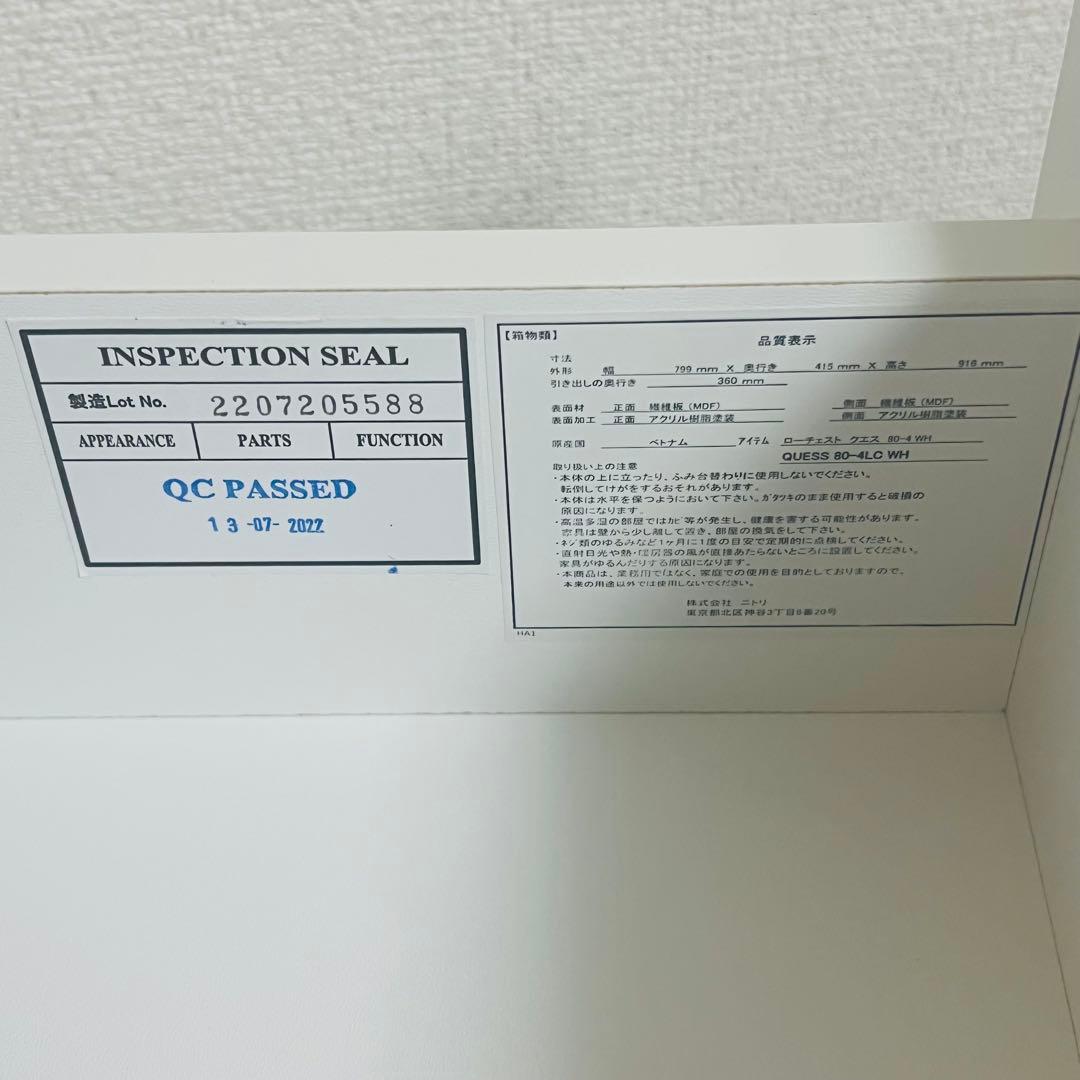 INSPECTION SEAL
製造Lot No. 2207205588
APPEARANCE PARTS FUNCTION
QC PASSED
13-07-2022
【箱物類】
品質表示
寸法
外形 幅 799 mm X 奥行き 415 mm X 高さ 916 mm
引き出しの奥行き 360 mm
表面材 正面 繊維板(MDF) 側面 繊維板(MDF)
表面加工 正面 アクリル樹脂塗装 側面 アクリル樹脂塗装
原産国 ベトナム アイテム ローチェスト クエス 80-4 WH
QUESS 80-4LC WH
取り扱い上の注意
・本体の上に立ったり、ふみ台替わりに使用しないでください。
転倒してけがをするおそれがあります。
・本体は水平を保つようにおいて下さい。ガタツキのまま使用すると破損の
原因になります。
・高温多湿の部屋ではカビ等が発生し、健康を害する可能性があります。
家具は壁から少し離して置き、部屋の換気をして下さい。
・ネジ類のゆるみなど1ヶ月に1度の目安で定期的に点検してください。
・直射日光や熱・暖房器の風が直接あたらないところに設置してください。
家具がゆるんだりする原因になります。
・本商品は、業務用ではなく、家庭での使用を目的としておりますので、
本来の用途以外では使用しないでください。
株式会社 ニトリ
東京都北区神谷3丁目6番20号
HA1